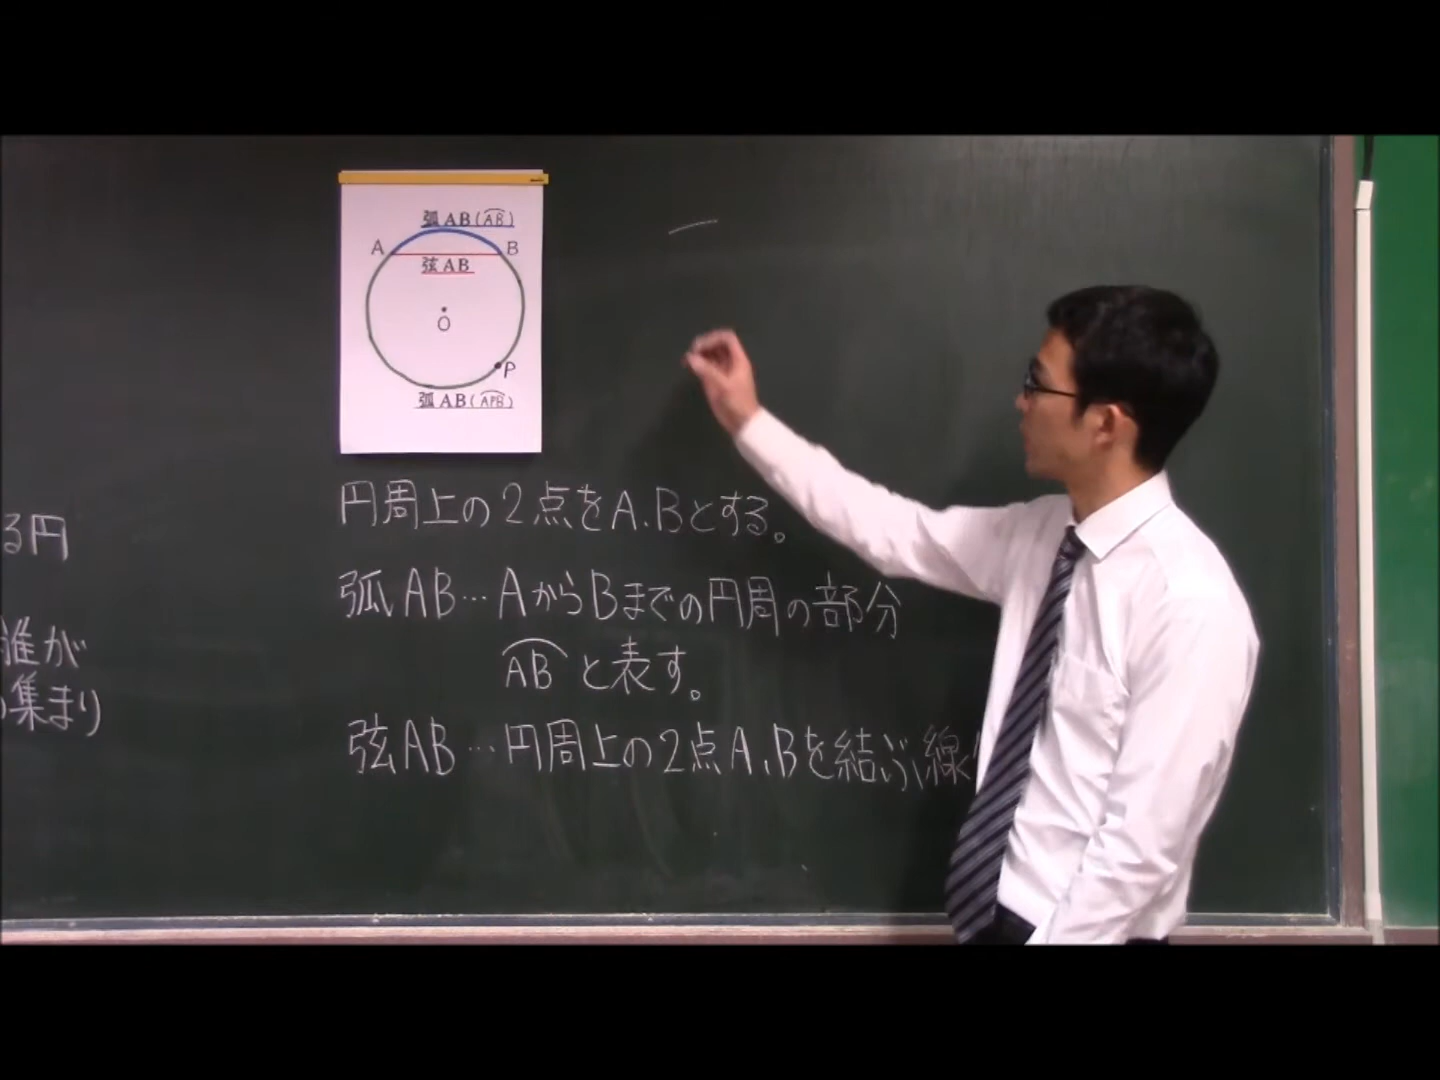 弧AB(AB)
A
B
弦AB
O
P
弧AB(APB)
る円
離が
集まり
円周上の2点をA.Bとする。
弧AB…AからBまでの円周の部分
ABと表す。
弦AB…円周上の2点A、Bを結ぶ線